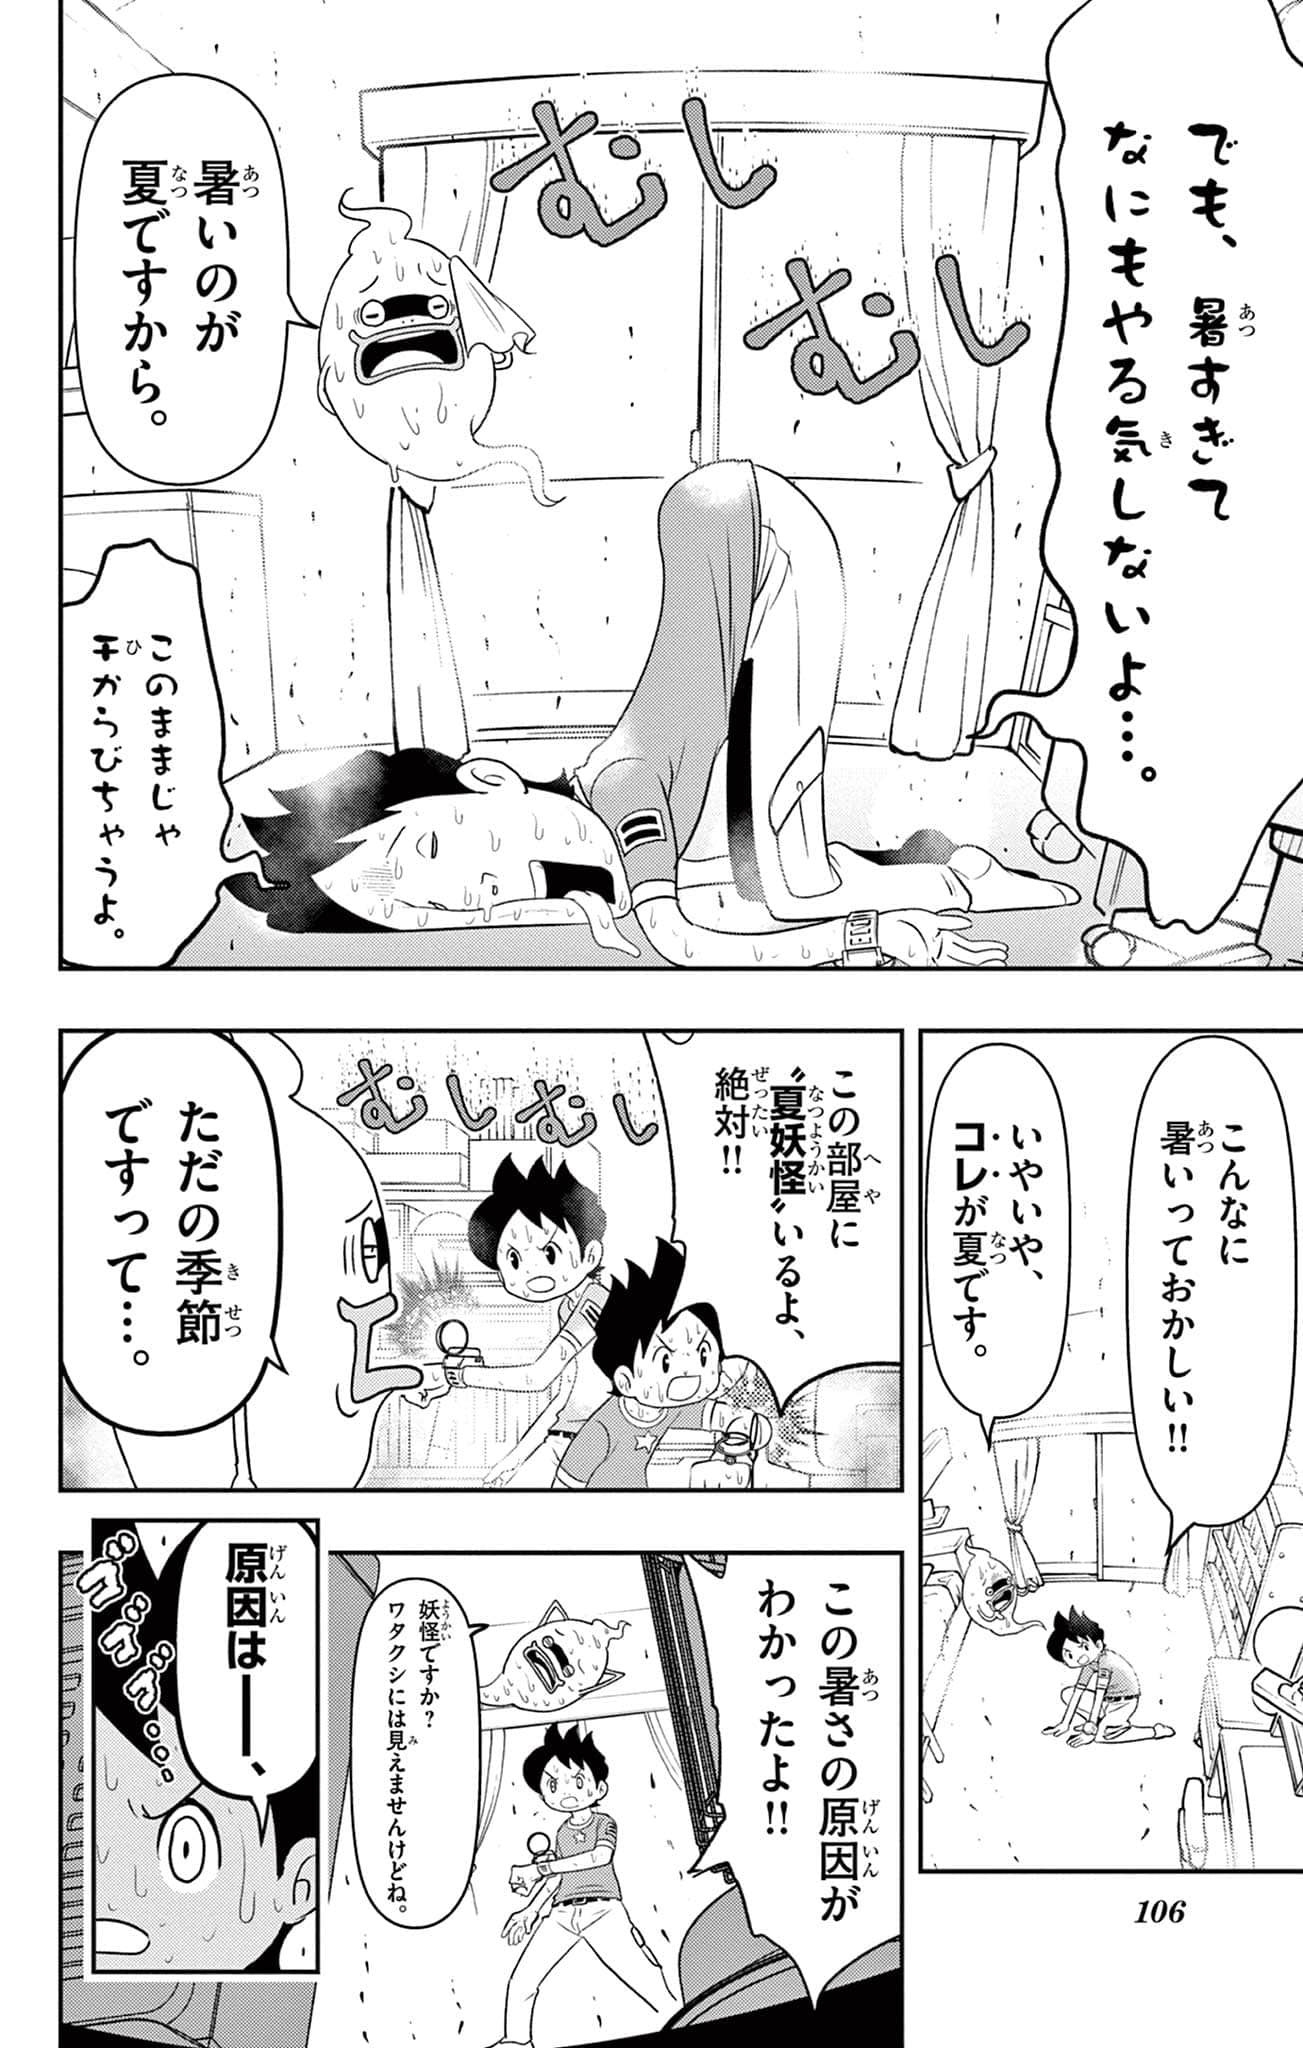 でも、暑すぎて
なにもやる気しないよ…。
むし
むし
暑いのが
夏ですから。
このままじゃ
干からびちゃうよ。
こんなに
暑いっておかしい!!
いやいや、
コレが夏です。
この部屋に
〝夏妖怪〟いるよ、
絶対!!
むしむし
ただの季節
ですって…。
この暑さの原因が
わかったよ!!
妖怪ですか?
ワタクシには見えませんけどね。
原因は――、
ゴゴゴゴ…
106